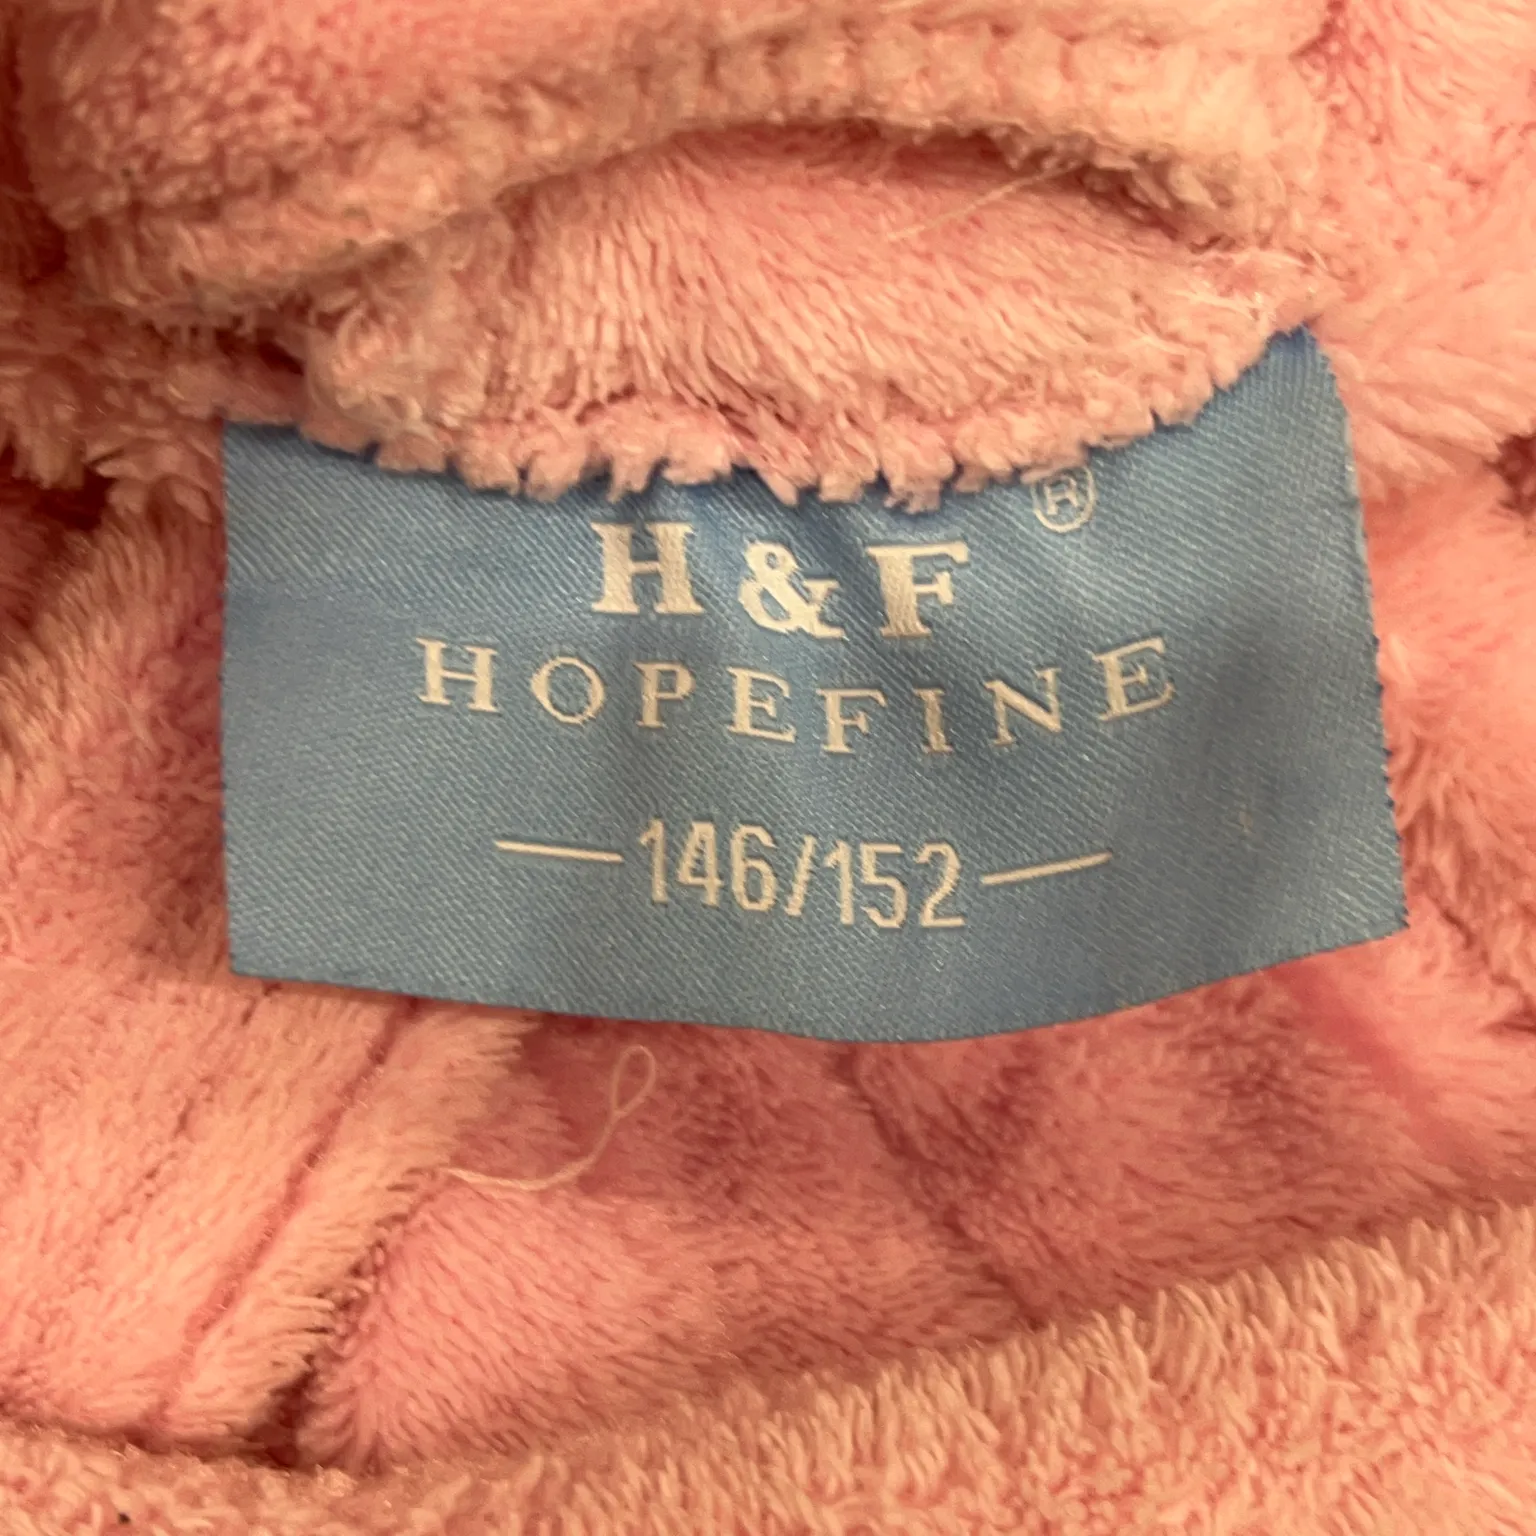 ®
H&F
HOPEFINE
146/152